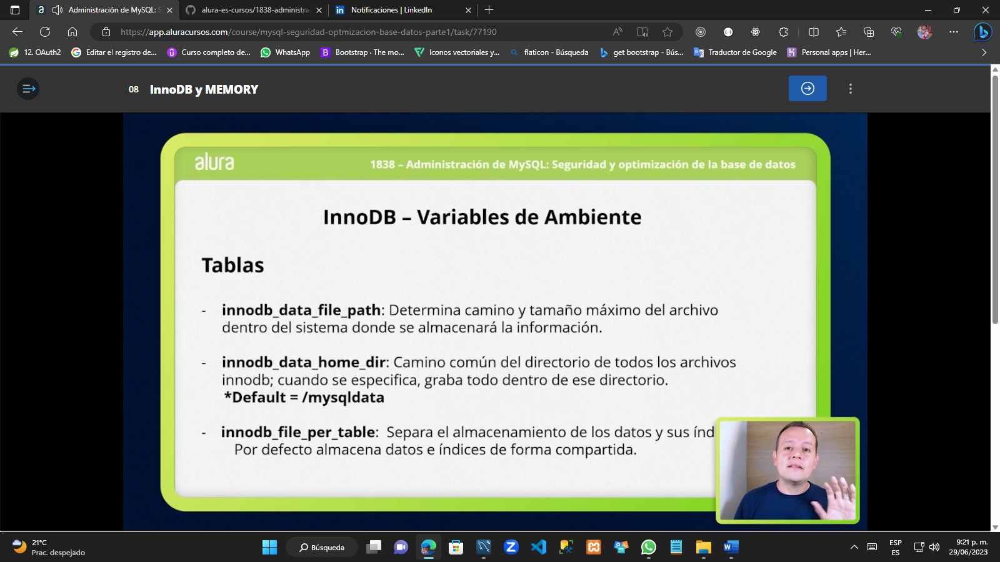 Administración de MySQL: S
alura-es-cursos/1838-administra
Notificaciones | LinkedIn
https://app.aluracursos.com/course/mysql-seguridad-optmizacion-base-datos-parte1/task/77190
12. OAuth2
Editar el registro de...
Curso completo de...
WhatsApp
Bootstrap · The mo...
Iconos vectoriales y...
flaticon - Búsqueda
get bootstrap - Bús...
Traductor de Google
Personal apps | Her...
08 InnoDB y MEMORY
alura
1838 – Administración de MySQL: Seguridad y optimización de la base de datos
InnoDB – Variables de Ambiente
Tablas
- innodb_data_file_path: Determina camino y tamaño máximo del archivo
dentro del sistema donde se almacenará la información.
- innodb_data_home_dir: Camino común del directorio de todos los archivos
innodb; cuando se especifica, graba todo dentro de ese directorio.
*Default = /mysqldata
- innodb_file_per_table: Separa el almacenamiento de los datos y sus índ
Por defecto almacena datos e índices de forma compartida.
21°C
Prac. despejado
Búsqueda
ESP
ES
9:21 p. m.
29/06/2023